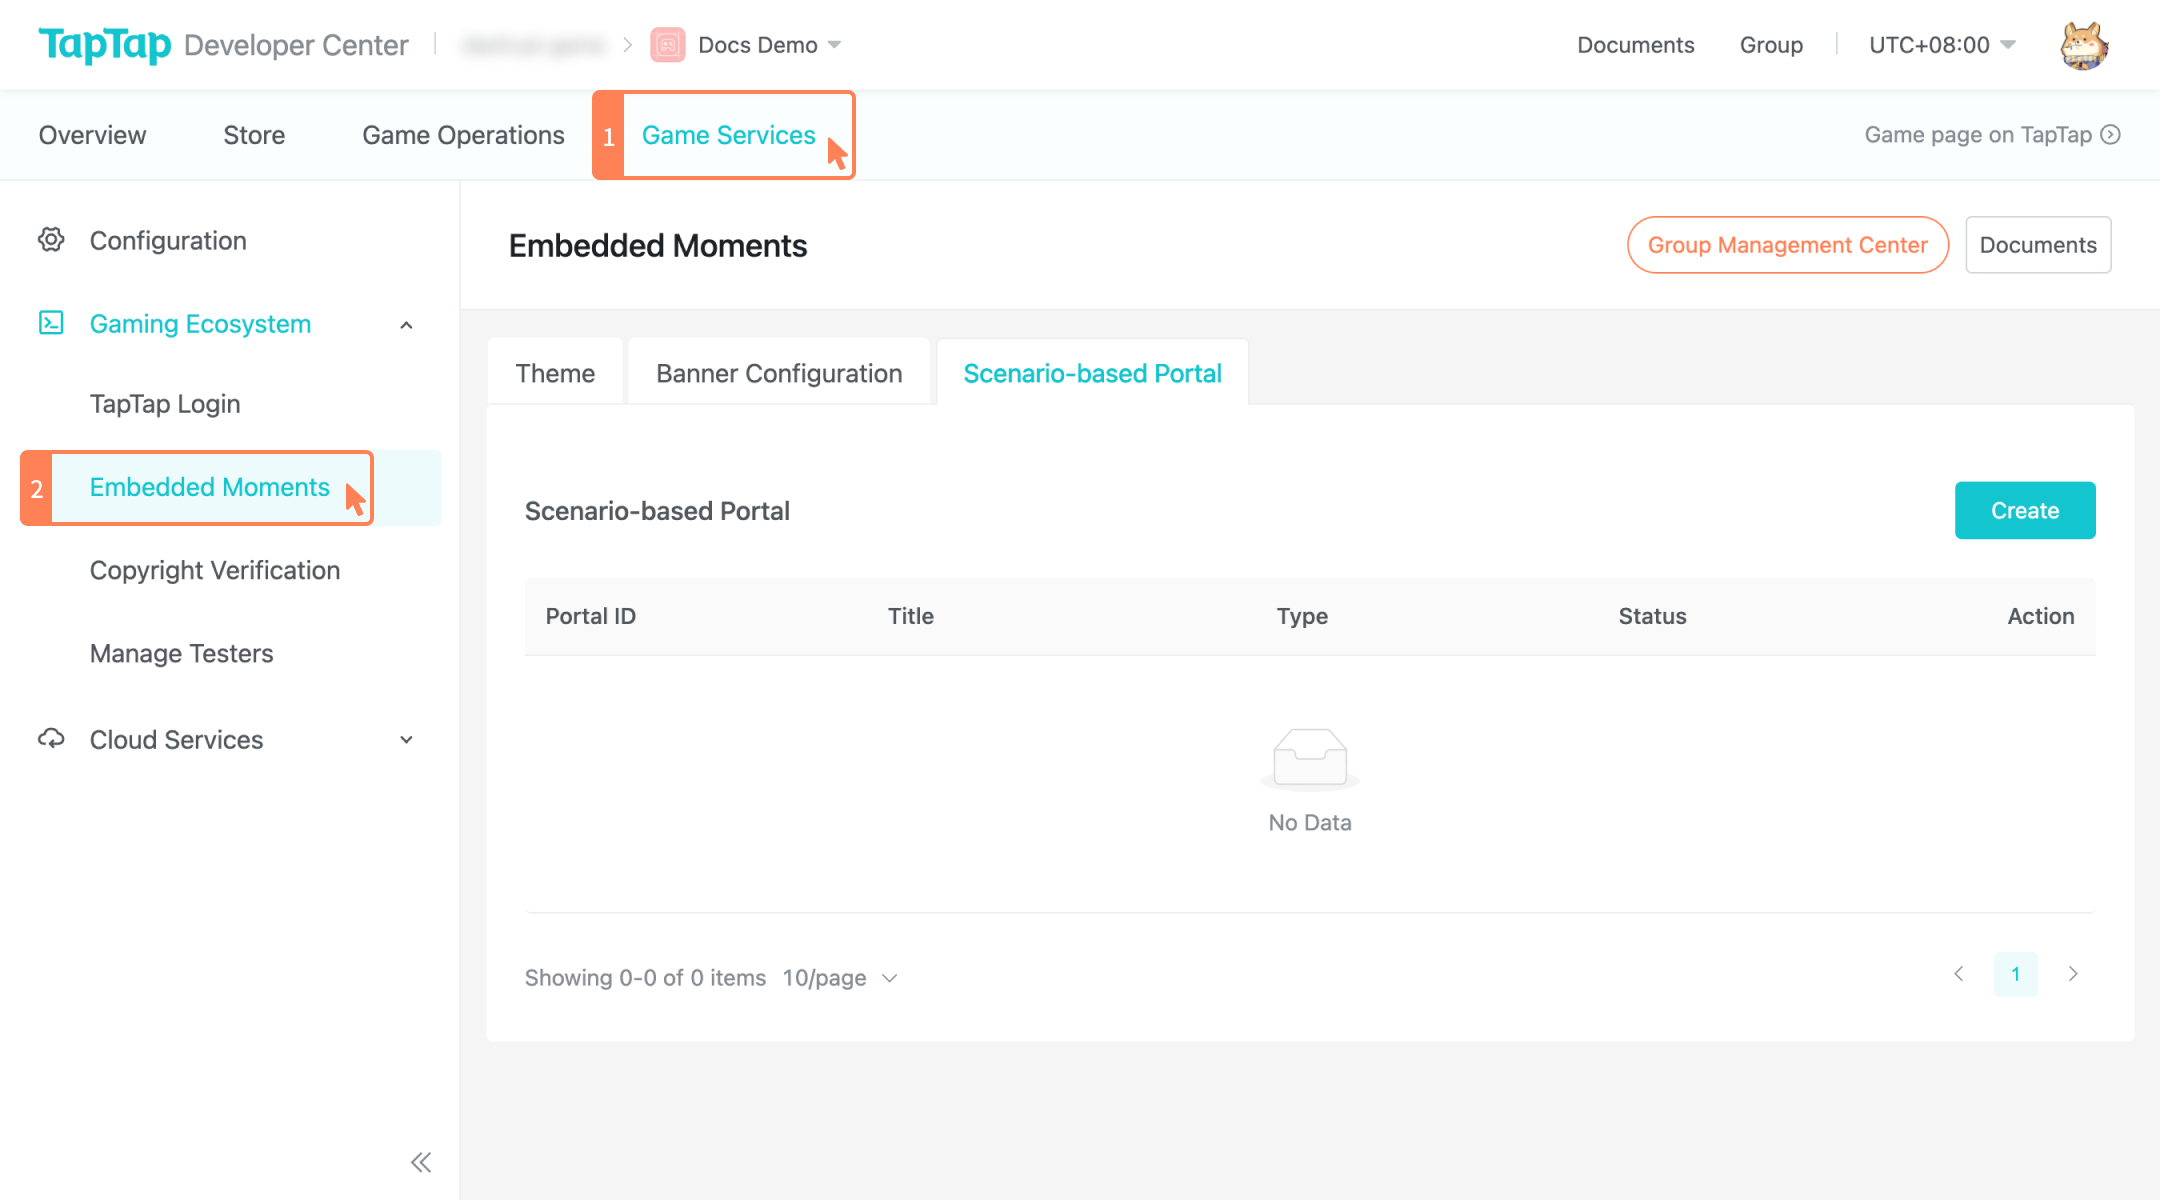 TapTap Developer Center
Docs Demo
Documents
Group
UTC+08:00
Overview
Store
Game Operations
1
Game Services
Game page on TapTap
Configuration
Gaming Ecosystem
TapTap Login
2
Embedded Moments
Copyright Verification
Manage Testers
Cloud Services
Embedded Moments
Group Management Center
Documents
Theme
Banner Configuration
Scenario-based Portal
Scenario-based Portal
Create
Portal ID
Title
Type
Status
Action
No Data
Showing 0-0 of 0 items
10/page
1